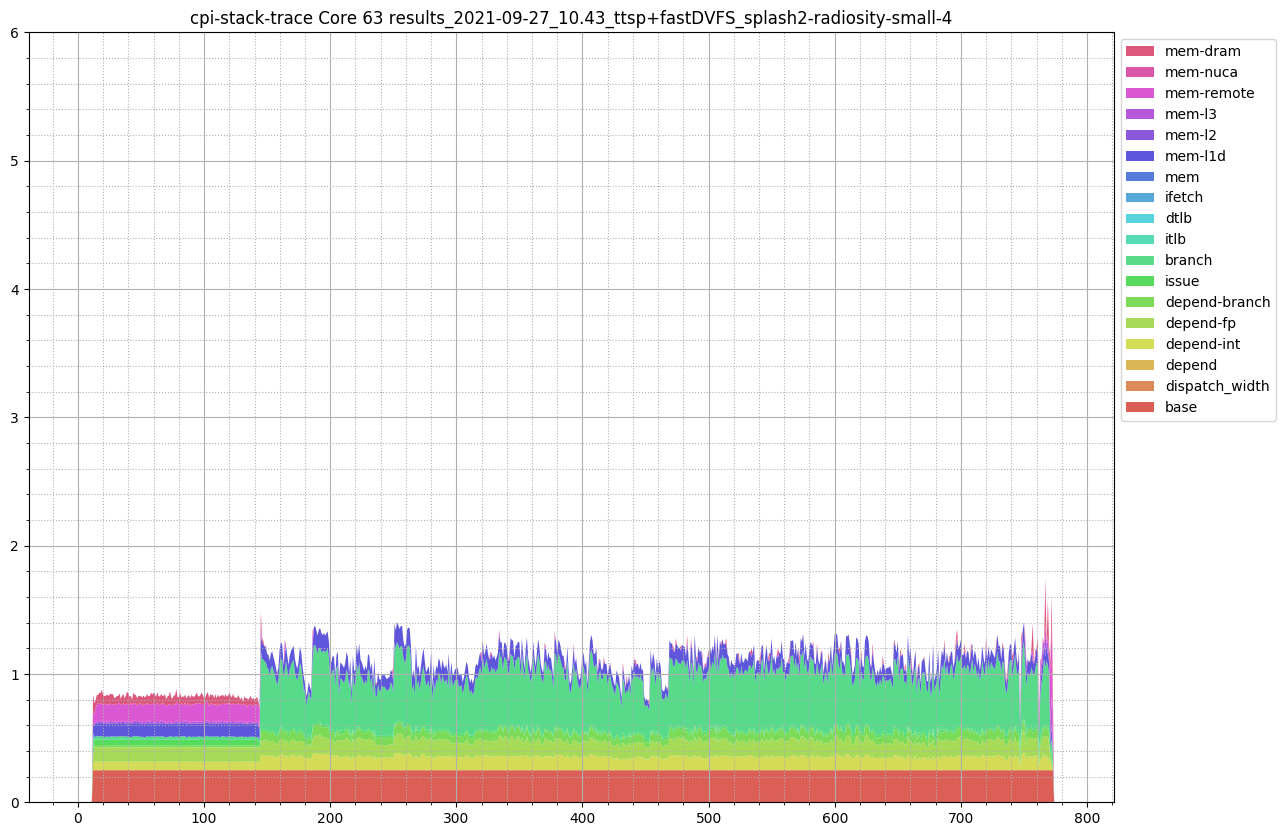 cpi-stack-trace Core 63 results_2021-09-27_10.43_ttsp+fastDVFS_splash2-radiosity-small-4
6
5
4
3
2
1
0
0 100 200 300 400 500 600 700 800
mem-dram
mem-nuca
mem-remote
mem-l3
mem-l2
mem-l1d
mem
ifetch
dtlb
itlb
branch
issue
depend-branch
depend-fp
depend-int
depend
dispatch_width
base